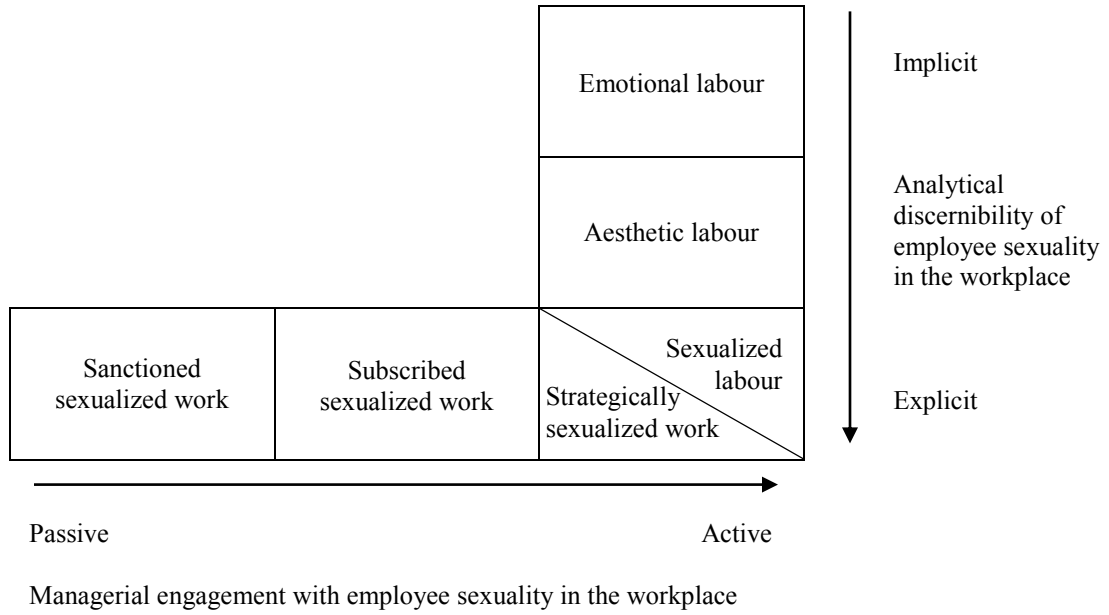 Emotional labour
Implicit
Aesthetic labour
Analytical
discernibility of
employee sexuality
in the workplace
Sanctioned
sexualized work
Subscribed
sexualized work
Sexualized
labour
Strategically
sexualized work
Explicit
Passive
Active
Managerial engagement with employee sexuality in the workplace